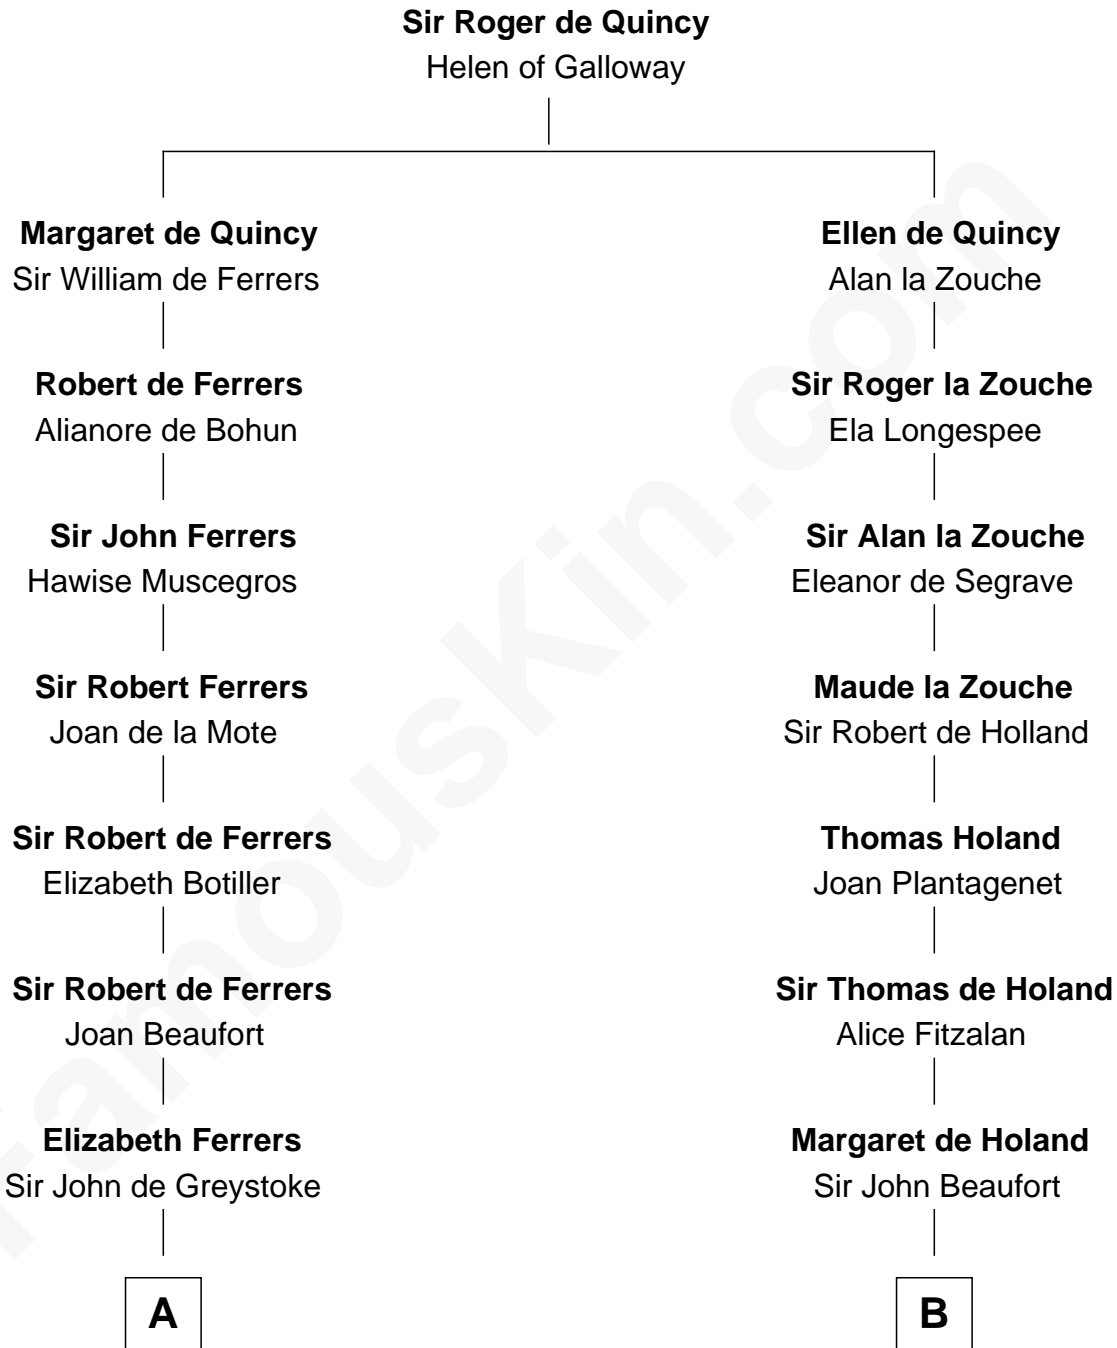 Sir Roger de Quincy
Helen of Galloway
Margaret de Quincy
Sir William de Ferrers
Ellen de Quincy
Alan la Zouche
Robert de Ferrers
Alianore de Bohun
Sir Roger la Zouche
Ela Longespee
Sir John Ferrers
Hawise Muscegros
Sir Alan la Zouche
Eleanor de Segrave
Sir Robert Ferrers
Joan de la Mote
Maude la Zouche
Sir Robert de Holland
Sir Robert de Ferrers
Elizabeth Botiller
Thomas Holand
Joan Plantagenet
Sir Robert de Ferrers
Joan Beaufort
Sir Thomas de Holand
Alice Fitzalan
Elizabeth Ferrers
Sir John de Greystoke
Margaret de Holand
Sir John Beaufort
A
B
FamousKin.com